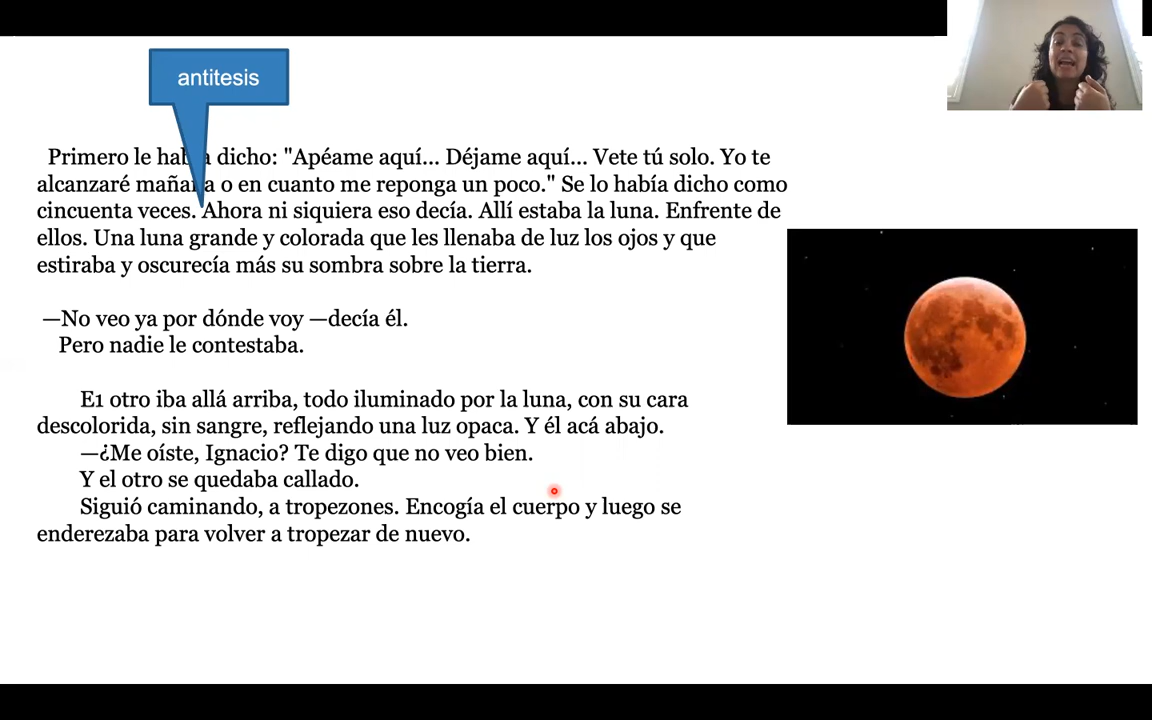 antitesis
Primero le había dicho: "Apéame aquí... Déjame aquí... Vete tú solo. Yo te
alcanzaré mañana o en cuanto me reponga un poco." Se lo había dicho como
cincuenta veces. Ahora ni siquiera eso decía. Allí estaba la luna. Enfrente de
ellos. Una luna grande y colorada que les llenaba de luz los ojos y que
estiraba y oscurecía más su sombra sobre la tierra.
—No veo ya por dónde voy —decía él.
Pero nadie le contestaba.
E1 otro iba allá arriba, todo iluminado por la luna, con su cara
descolorida, sin sangre, reflejando una luz opaca. Y él acá abajo.
—¿Me oíste, Ignacio? Te digo que no veo bien.
Y el otro se quedaba callado.
Siguió caminando, a tropezones. Encogía el cuerpo y luego se
enderezaba para volver a tropezar de nuevo.